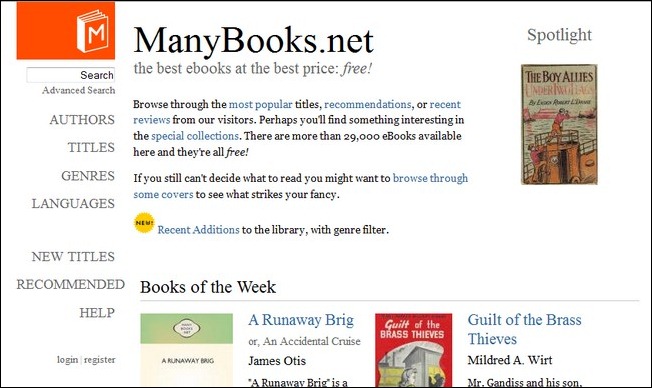 M
Search
Advanced Search
AUTHORS
TITLES
GENRES
LANGUAGES
NEW TITLES
RECOMMENDED
HELP
login | register
ManyBooks.net
the best ebooks at the best price: free!
Browse through the most popular titles, recommendations, or recent
reviews from our visitors. Perhaps you'll find something interesting in
the special collections. There are more than 29,000 eBooks available
here and they're all free!
If you still can't decide what to read you might want to browse through
some covers to see what strikes your fancy.
NEW! Recent Additions to the library, with genre filter.
Spotlight
THE BOY ALLIES
UNDER TWO FLAGS
Books of the Week
A RUNAWAY BRIG
A Runaway Brig
or, An Accidental Cruise
James Otis
"A Runaway Brig" is a
Guilt of the
BRASS
THIEVES
Guilt of the Brass
Thieves
Mildred A. Wirt
Mr. Gandiss and his son,